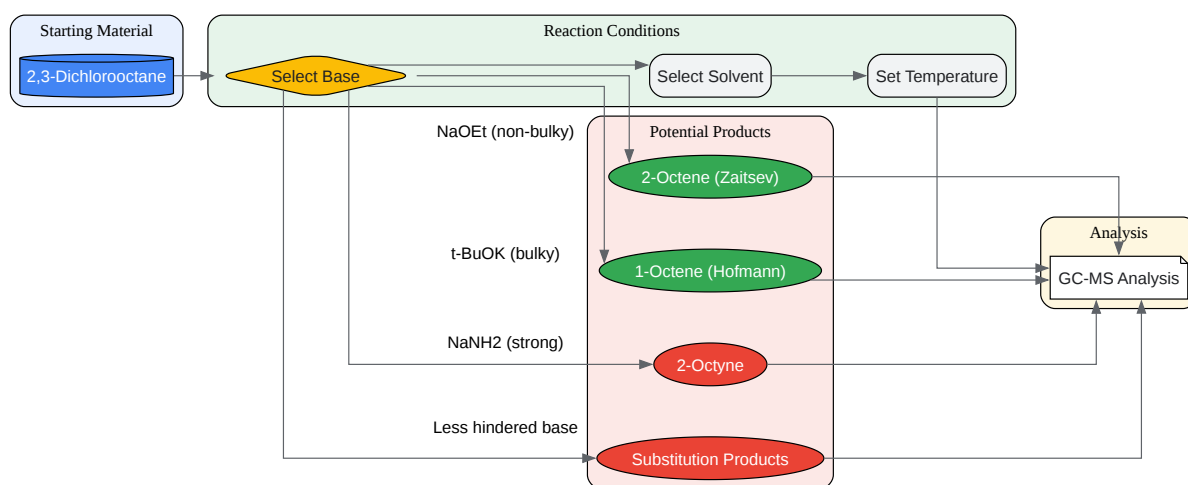 Starting Material
Reaction Conditions
2,3-Dichlorooctane
Select Base
Select Solvent
Set Temperature
NaOEt (non-bulky)
Potential Products
2-Octene (Zaitsev)
t-BuOK (bulky)
1-Octene (Hofmann)
Analysis
GC-MS Analysis
NaNH2 (strong)
2-Octyne
Less hindered base
Substitution Products